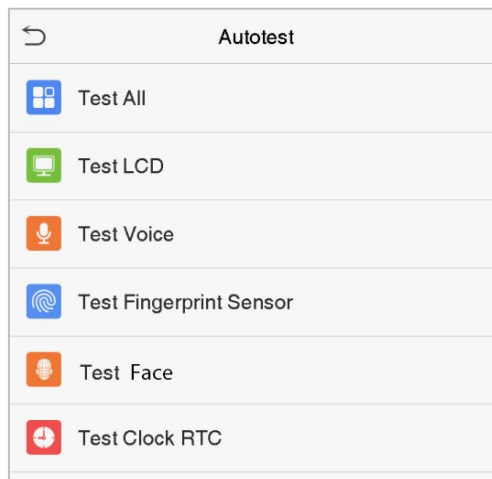 Autotest
Test All
Test LCD
Test Voice
Test Fingerprint Sensor
Test Face
Test Clock RTC